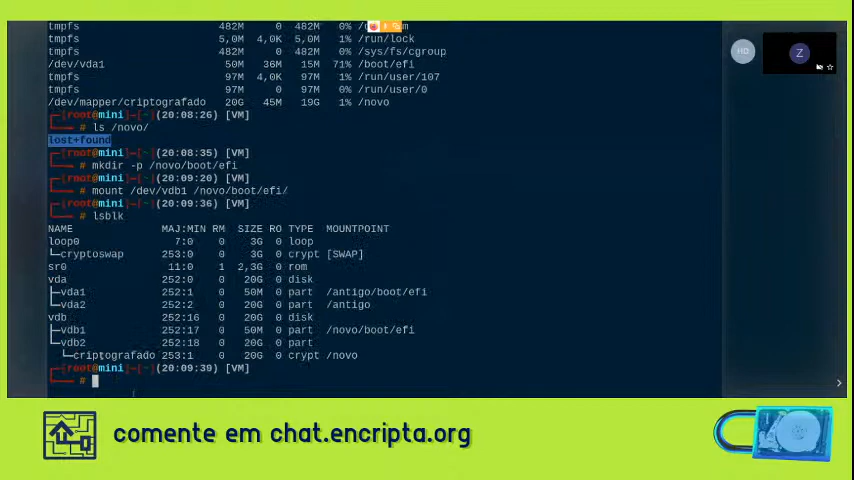 tmpfs 482M 0 482M 0% /
tmpfs 5,0M 4,0K 5,0M 1% /run/lock
tmpfs 482M 0 482M 0% /sys/fs/cgroup
/dev/vda1 50M 36M 15M 71% /boot/efi
tmpfs 97M 4,0K 97M 1% /run/user/107
tmpfs 97M 0 97M 0% /run/user/0
/dev/mapper/criptografado 20G 45M 19G 1% /novo
[root@mini]-[~](20:08:26) [VM]
# ls /novo/
lost+found
[root@mini]-[~](20:08:35) [VM]
# mkdir -p /novo/boot/efi
[root@mini]-[~](20:09:20) [VM]
# mount /dev/vdb1 /novo/boot/efi/
[root@mini]-[~](20:09:36) [VM]
# lsblk
NAME MAJ:MIN RM SIZE RO TYPE MOUNTPOINT
loop0 7:0 0 3G 0 loop
└─cryptoswap 253:0 0 3G 0 crypt [SWAP]
sr0 11:0 1 2,3G 0 rom
vda 252:0 0 20G 0 disk
├─vda1 252:1 0 50M 0 part /antigo/boot/efi
└─vda2 252:2 0 20G 0 part /antigo
vdb 252:16 0 20G 0 disk
├─vdb1 252:17 0 50M 0 part /novo/boot/efi
└─vdb2 252:18 0 20G 0 part
└─criptografado 253:1 0 20G 0 crypt /novo
[root@mini]-[~](20:09:39) [VM]
#
HD
Z
comente em chat.encripta.org